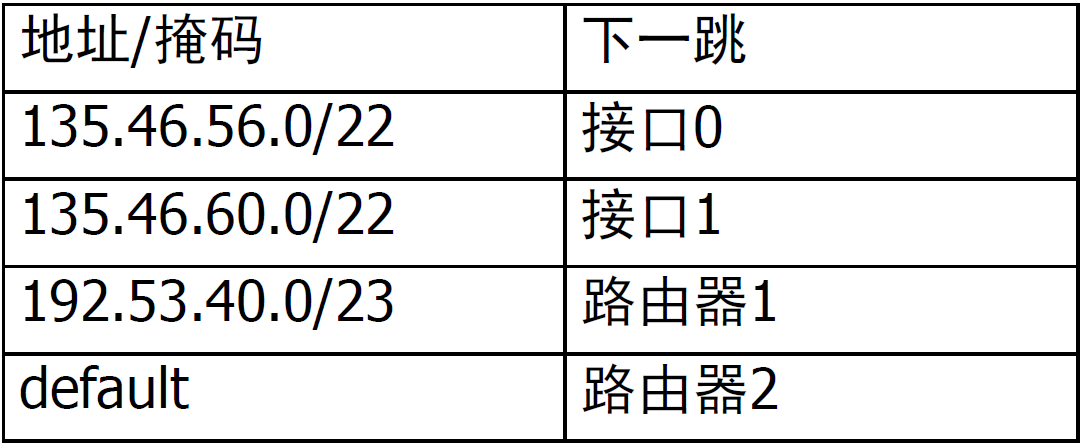 地址/掩码 下一跳
135.46.56.0/22 接口0
135.46.60.0/22 接口1
192.53.40.0/23 路由器1
default 路由器2